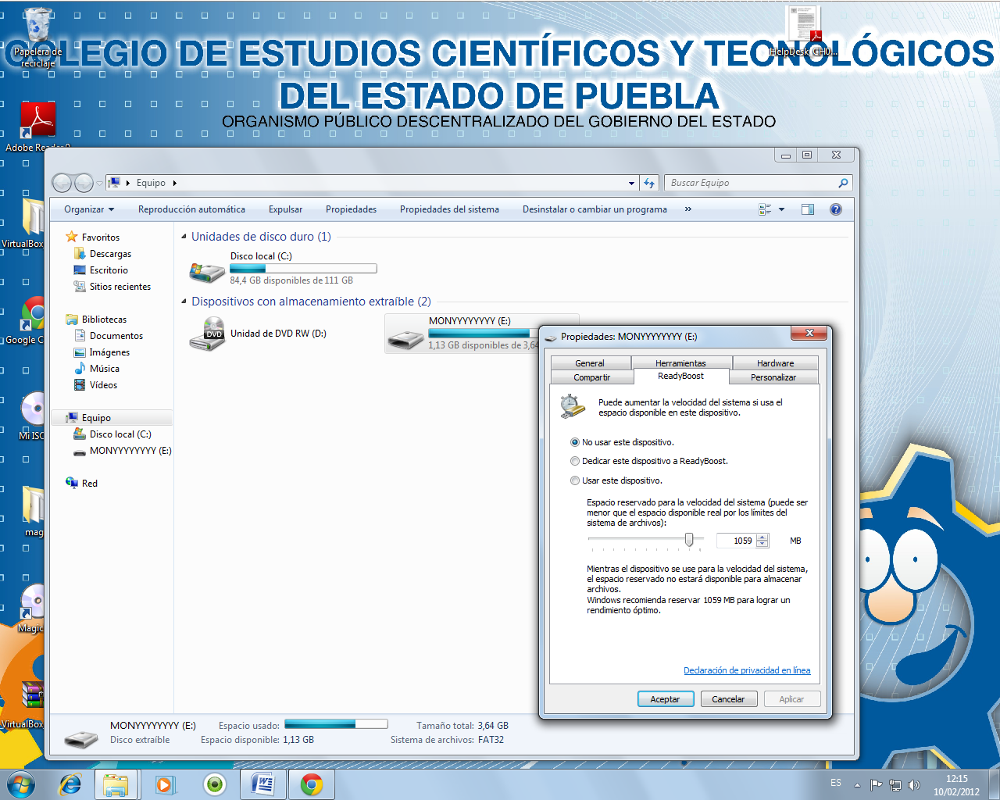 COLEGIO DE ESTUDIOS CIENTÍFICOS Y TECNOLÓGICOS
DEL ESTADO DE PUEBLA
ORGANISMO PÚBLICO DESCENTRALIZADO DEL GOBIERNO DEL ESTADO
Papelera de
reciclaje
HelpDesk_CH0...
Adobe Reader 9
VirtualBox
Google C
Mi ISO
mag
Magic
VirtualBox
Equipo
Buscar Equipo
Organizar
Reproducción automática
Expulsar
Propiedades
Propiedades del sistema
Desinstalar o cambiar un programa
»
Favoritos
Descargas
Escritorio
Sitios recientes
Bibliotecas
Documentos
Imágenes
Música
Vídeos
Equipo
Disco local (C:)
MONYYYYYYYY (E:)
Red
Unidades de disco duro (1)
Disco local (C:)
84,4 GB disponibles de 111 GB
Dispositivos con almacenamiento extraíble (2)
DVD
Unidad de DVD RW (D:)
MONYYYYYYYY (E:)
1,13 GB disponibles de 3,64
Propiedades: MONYYYYYYYY (E:)
General
Herramientas
Hardware
Compartir
ReadyBoost
Personalizar
Puede aumentar la velocidad del sistema si usa el
espacio disponible en este dispositivo.
No usar este dispositivo.
Dedicar este dispositivo a ReadyBoost.
Usar este dispositivo.
Espacio reservado para la velocidad del sistema (puede ser
menor que el espacio disponible real por los límites del
sistema de archivos):
1059 MB
Mientras el dispositivo se use para la velocidad del sistema,
el espacio reservado no estará disponible para almacenar
archivos.
Windows recomienda reservar 1059 MB para lograr un
rendimiento óptimo.
Declaración de privacidad en línea
Aceptar
Cancelar
Aplicar
MONYYYYYYYY (E:)
Disco extraíble
Espacio usado:
Espacio disponible: 1,13 GB
Tamaño total: 3,64 GB
Sistema de archivos: FAT32
ES
12:15
10/02/2012